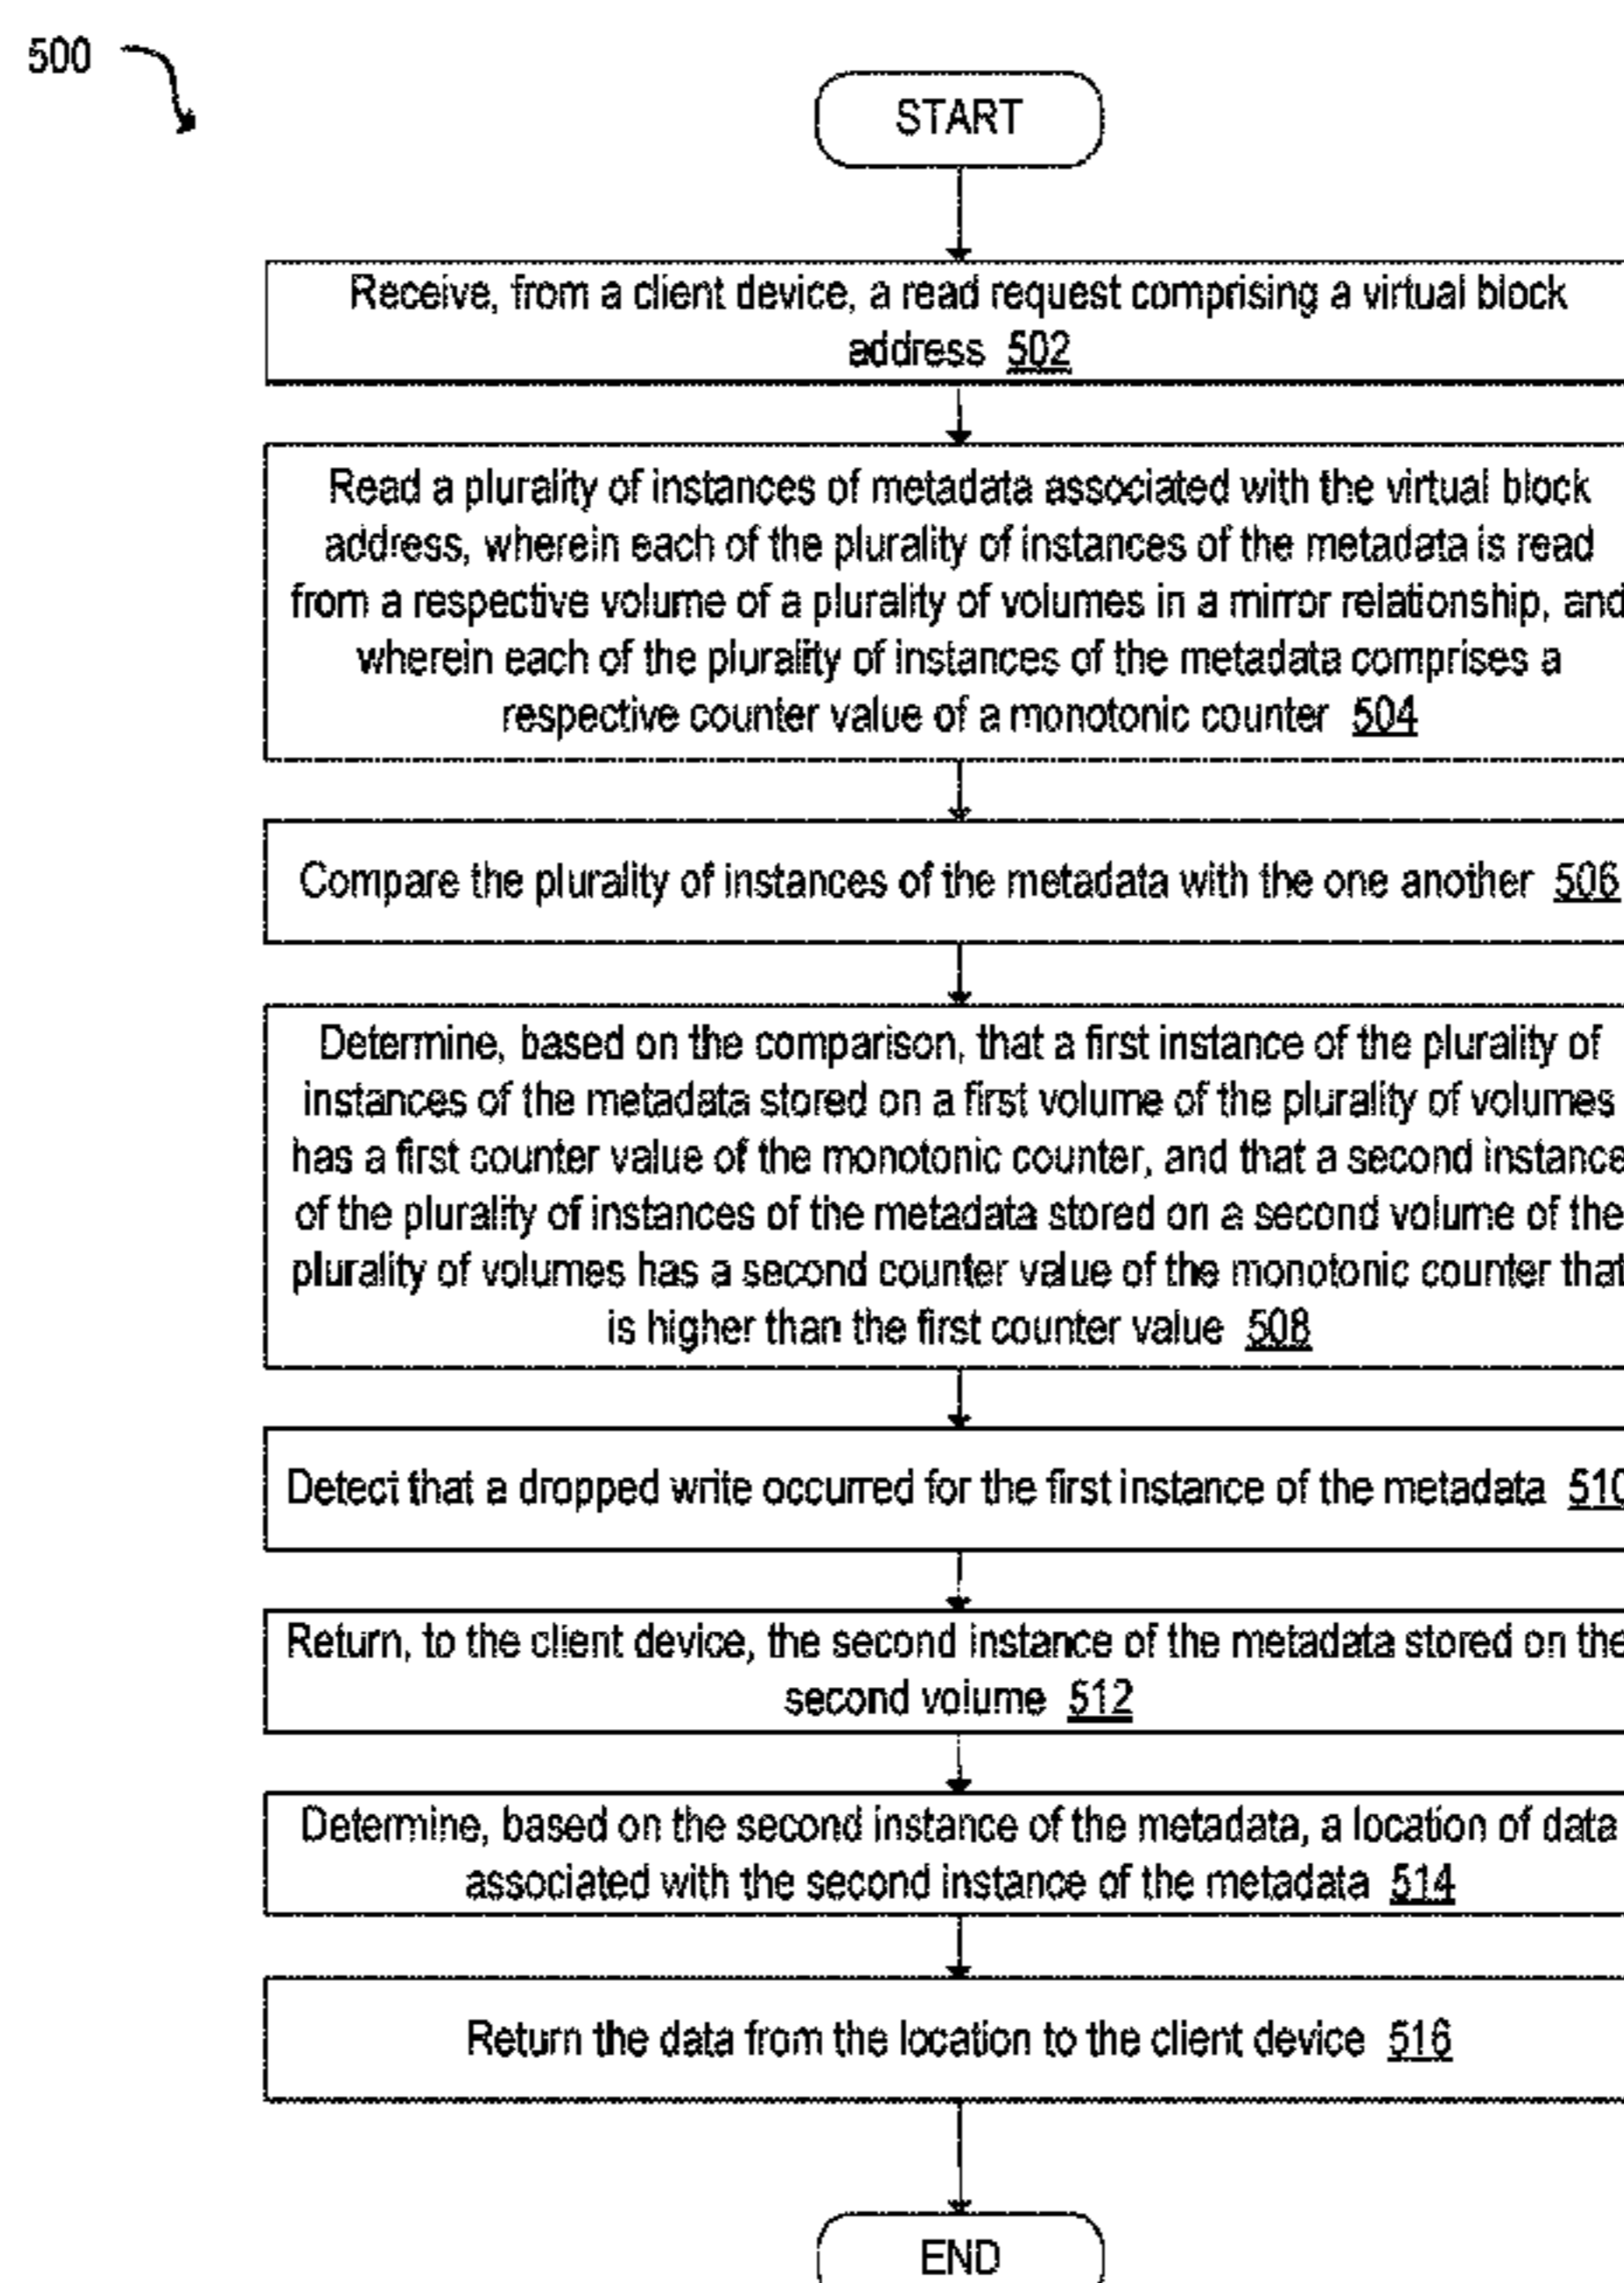 500
START
Receive, from a client device, a read request comprising a virtual block
address 502
Read a plurality of instances of metadata associated with the virtual block
address, wherein each of the plurality of instances of the metadata is read
from a respective volume of a plurality of volumes in a mirror relationship, and
wherein each of the plurality of instances of the metadata comprises a
respective counter value of a monotonic counter 504
Compare the plurality of instances of the metadata with the one another 506
Determine, based on the comparison, that a first instance of the plurality of
instances of the metadata stored on a first volume of the plurality of volumes
has a first counter value of the monotonic counter, and that a second instance
of the plurality of instances of the metadata stored on a second volume of the
plurality of volumes has a second counter value of the monotonic counter that
is higher than the first counter value 508
Detect that a dropped write occurred for the first instance of the metadata 510
Return, to the client device, the second instance of the metadata stored on the
second volume 512
Determine, based on the second instance of the metadata, a location of data
associated with the second instance of the metadata 514
Return the data from the location to the client device 516
END